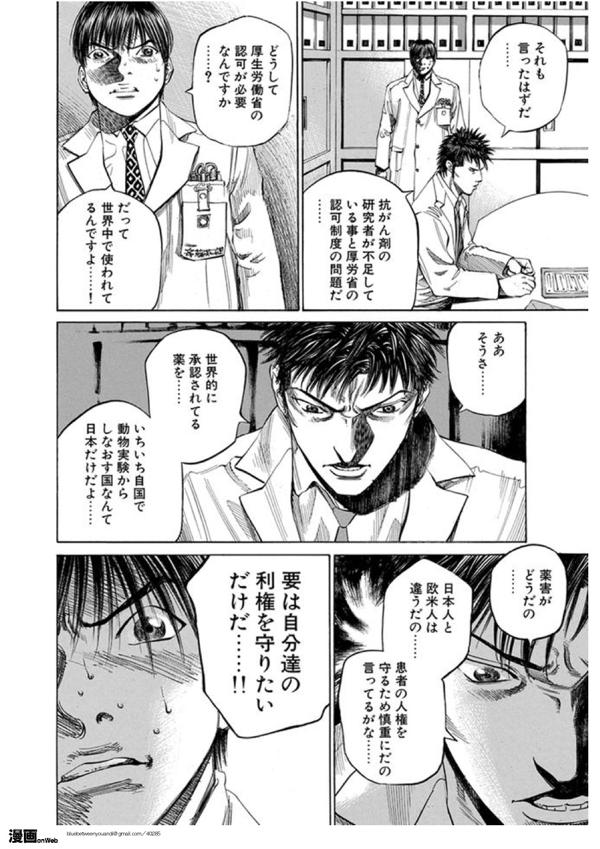 それも
言ったはずだ
……
抗がん剤の
研究者が不足して
いる事と厚労省の
認可制度の問題だ
……
どうして
厚生労働省の
認可が必要
なんですか
……?
だって
世界中で使われて
るんですよ……!
ああ
そうさ……
世界的に
承認されてる
薬を……
いちいち自国で
動物実験から
しなおす国なんて
日本だけだよ……
薬害が
どうだの
日本人と
欧米人は
違うだの……
患者の人権を
守るため慎重にだの
言ってるがな……
要は自分達の
利権を守りたい
だけだ……!!
漫画 on Web
bluebetweenyouandi@gmail.com/40285